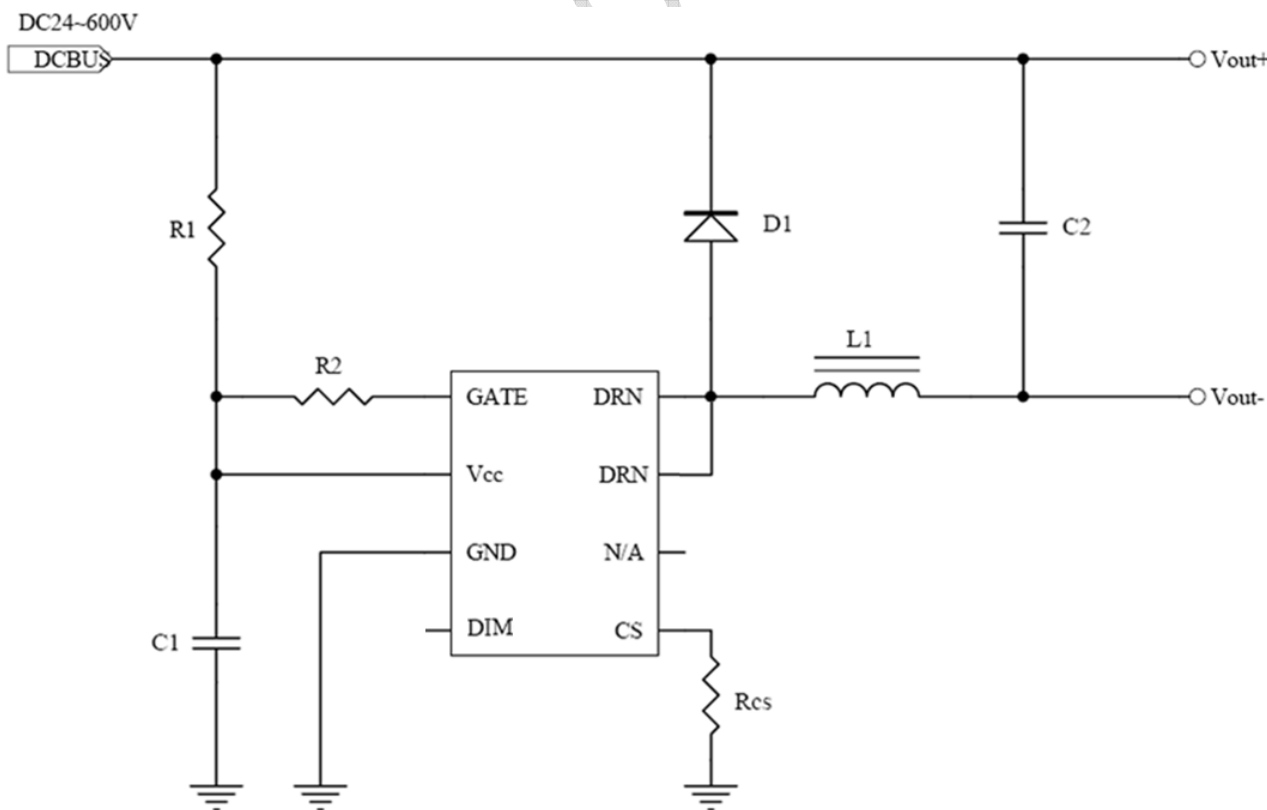 DC24~600V
DCBUS
Vout+
R1
D1
C2
R2
L1
GATE
DRN
Vout-
Vcc
DRN
GND
N/A
DIM
CS
C1
Rcs